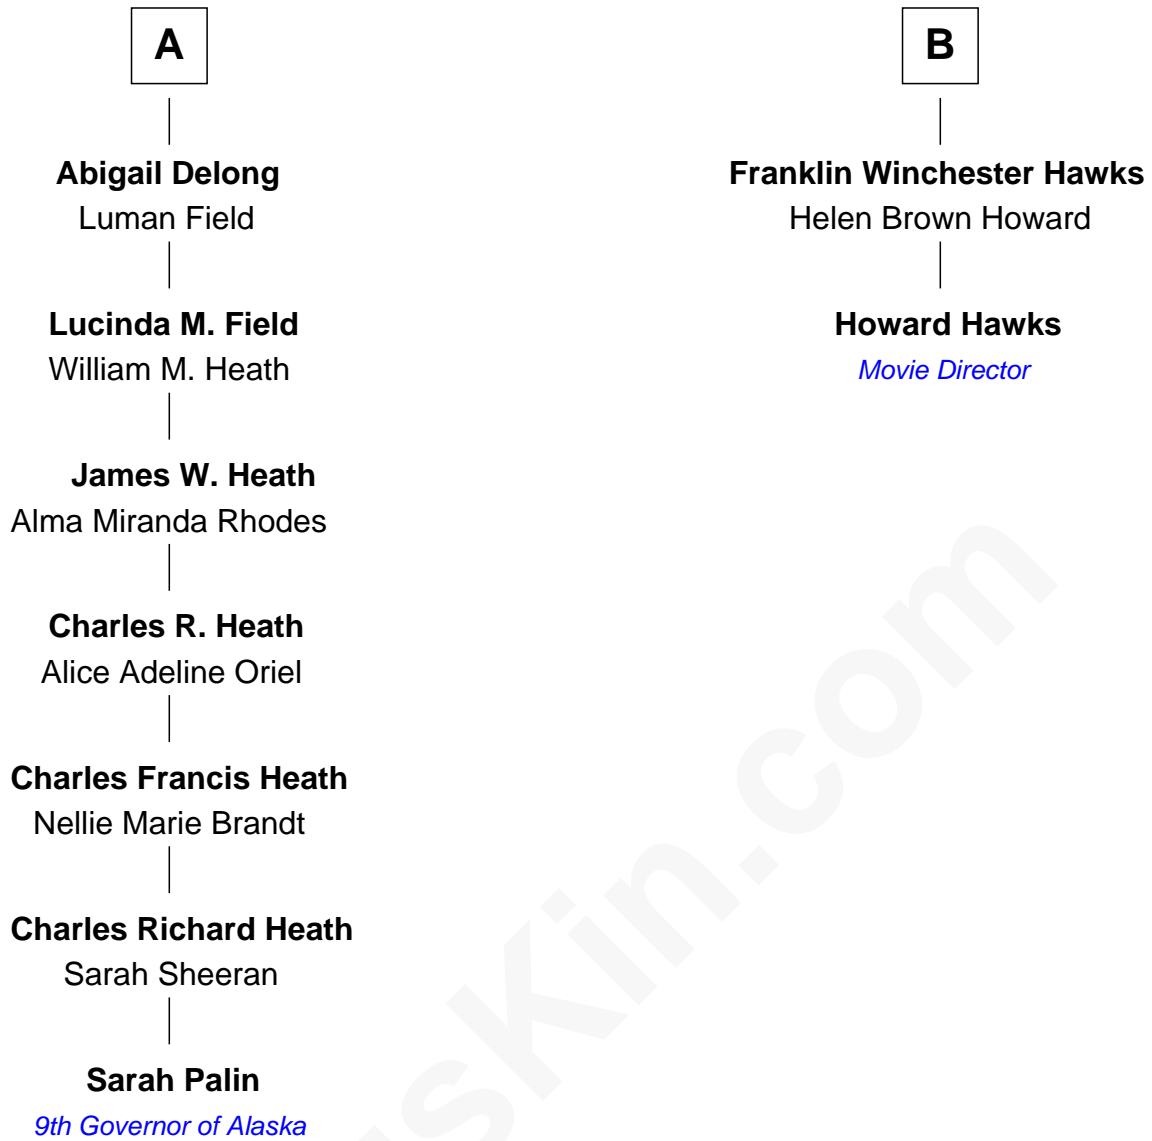 A
Abigail Delong
Luman Field
Lucinda M. Field
William M. Heath
James W. Heath
Alma Miranda Rhodes
Charles R. Heath
Alice Adeline Oriel
Charles Francis Heath
Nellie Marie Brandt
Charles Richard Heath
Sarah Sheeran
Sarah Palin
9th Governor of Alaska
B
Franklin Winchester Hawks
Helen Brown Howard
Howard Hawks
Movie Director
sKin.com